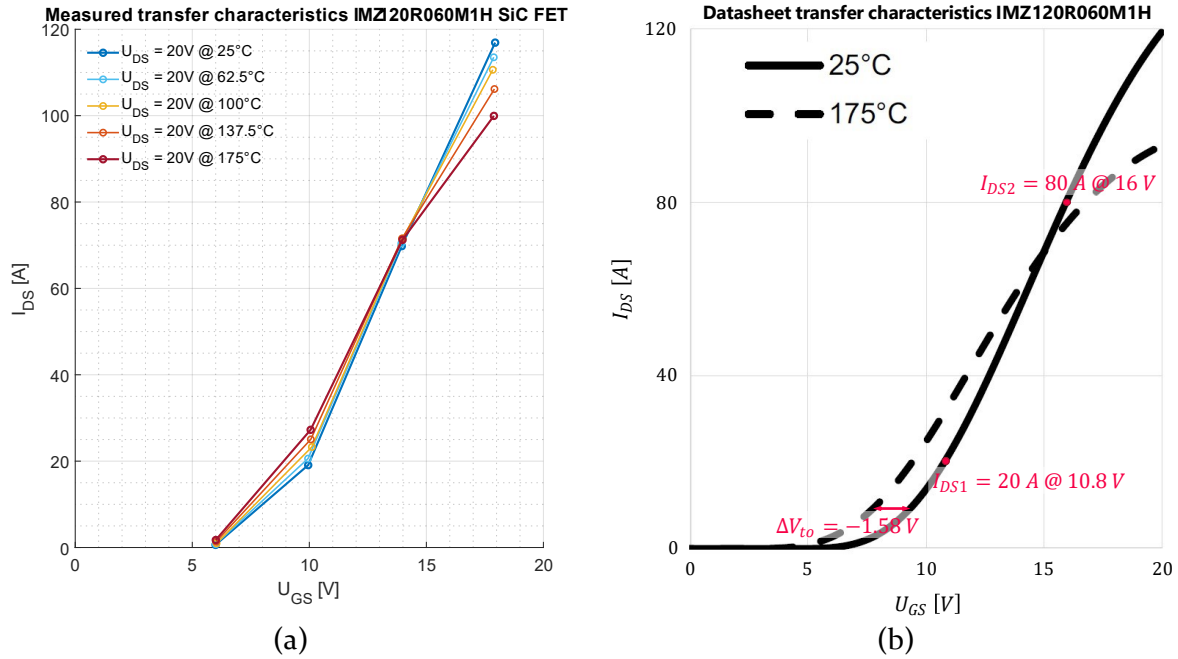 Measured transfer characteristics IMZ120R060M1H SiC FET
120
100
80
60
40
20
0
I_DS [A]
U_DS = 20V @ 25°C
U_DS = 20V @ 62.5°C
U_DS = 20V @ 100°C
U_DS = 20V @ 137.5°C
U_DS = 20V @ 175°C
0 5 10 15 20
U_GS [V]
(a)
Datasheet transfer characteristics IMZ120R060M1H
120
80
40
0
I_DS [A]
25°C
175°C
I_DS2 = 80 A @ 16 V
I_DS1 = 20 A @ 10.8 V
ΔV_to = −1.58 V
0 5 10 15 20
U_GS [V]
(b)